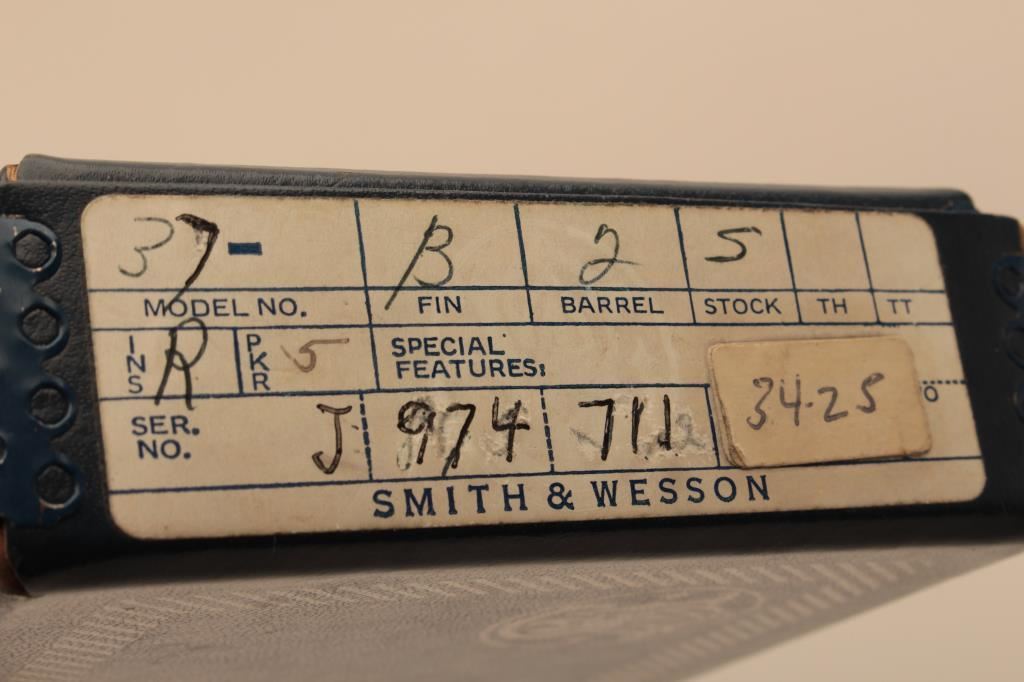 37- B 2 5
MODEL NO. FIN BARREL STOCK TH TT
INS R PKR 5 SPECIAL
FEATURES:
SER.
NO. J 974 711 34-25 O
SMITH & WESSON